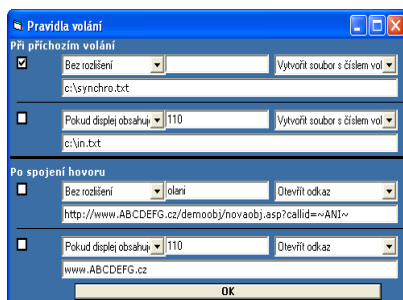 Pravidla volání
Při příchozím volání
Bez rozlišení Vytvořit soubor s číslem vol
c:\synchro.txt
Pokud displej obsahuj 110 Vytvořit soubor s číslem vol
c:\in.txt
Po spojení hovoru
Bez rozlišení olani Otevřít odkaz
http://www.ABCDEFG.cz/demoobj/novaobj.asp?callid=~ANI~
Pokud displej obsahuj 110 Otevřít odkaz
www.ABCDEFG.cz
OK